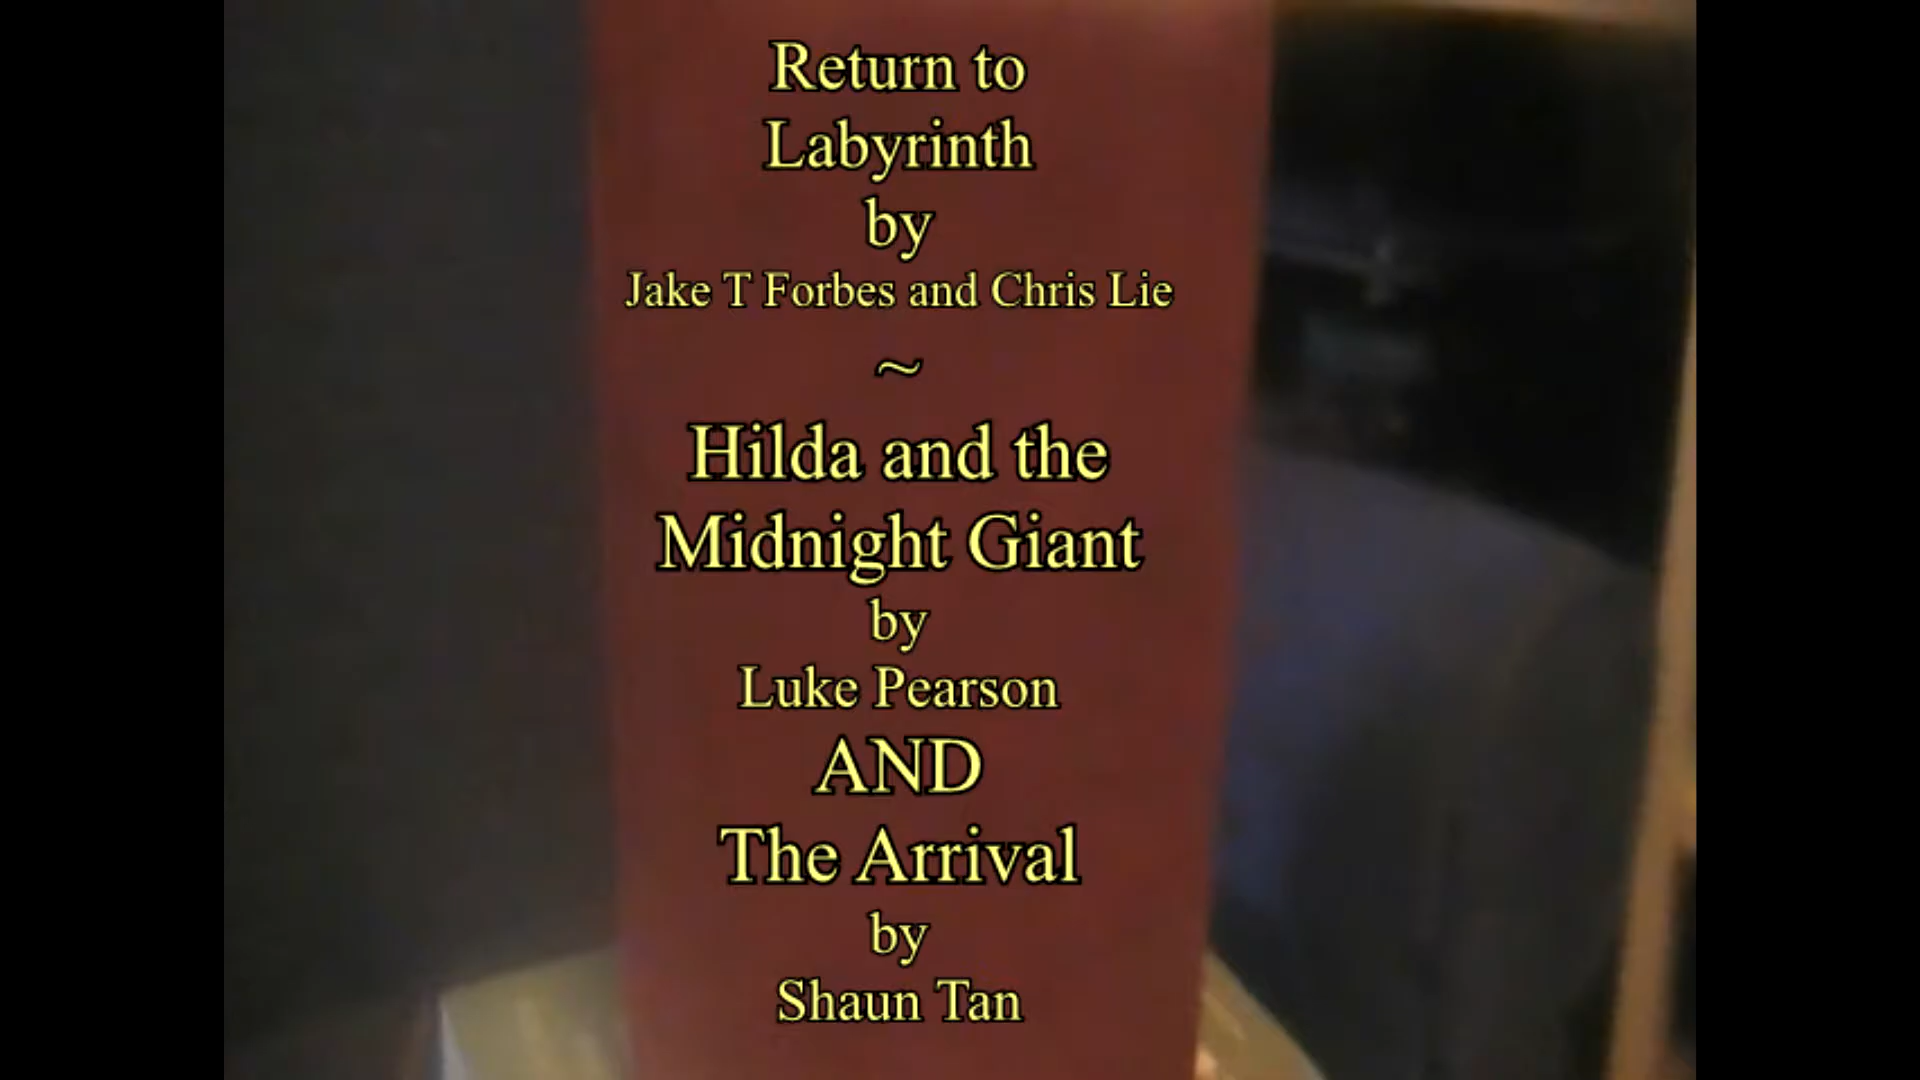 Return to
Labyrinth
by
Jake T Forbes and Chris Lie
~
Hilda and the
Midnight Giant
by
Luke Pearson
AND
The Arrival
by
Shaun Tan